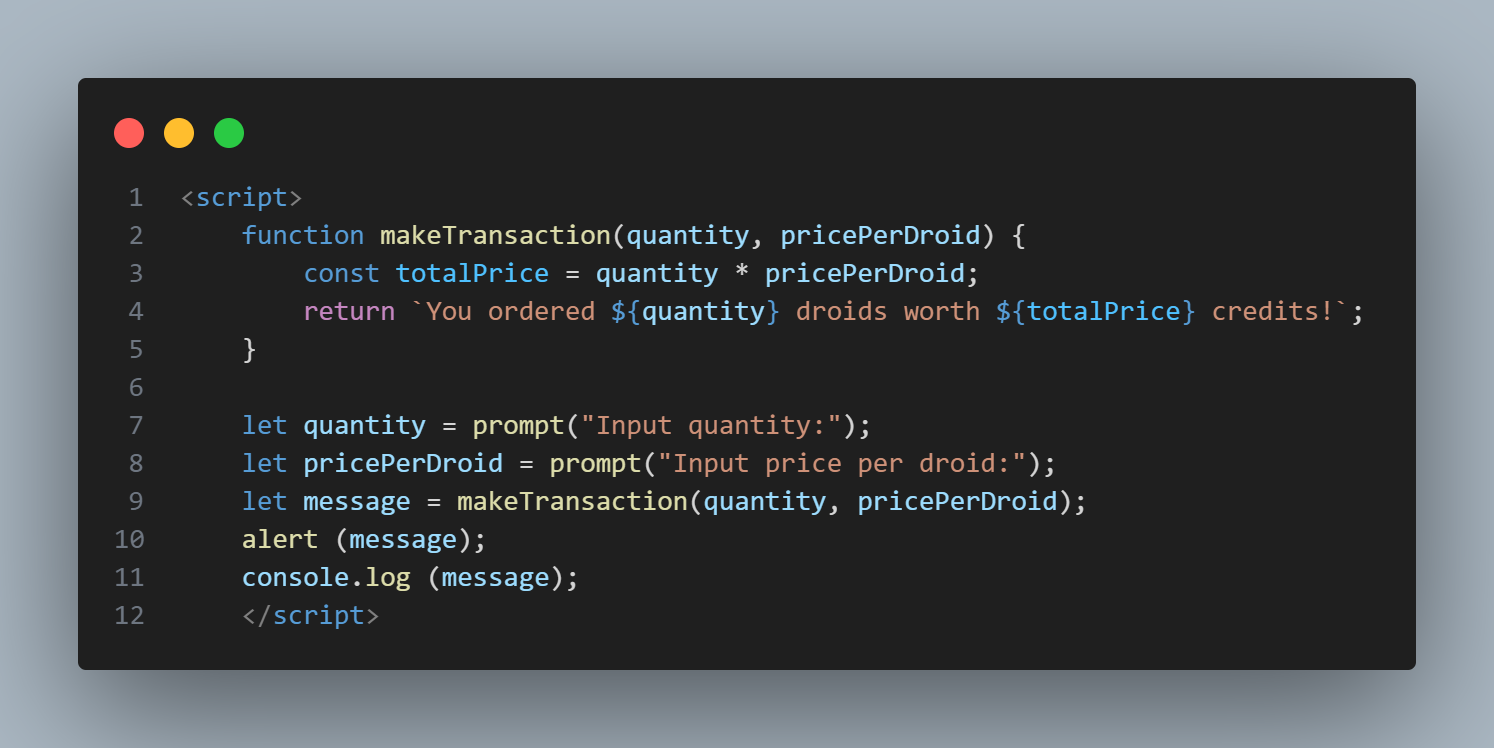 1 <script>
2     function makeTransaction(quantity, pricePerDroid) {
3         const totalPrice = quantity * pricePerDroid;
4         return `You ordered ${quantity} droids worth ${totalPrice} credits!`;
5     }
6
7     let quantity = prompt("Input quantity:");
8     let pricePerDroid = prompt("Input price per droid:");
9     let message = makeTransaction(quantity, pricePerDroid);
10     alert (message);
11     console.log (message);
12     </script>